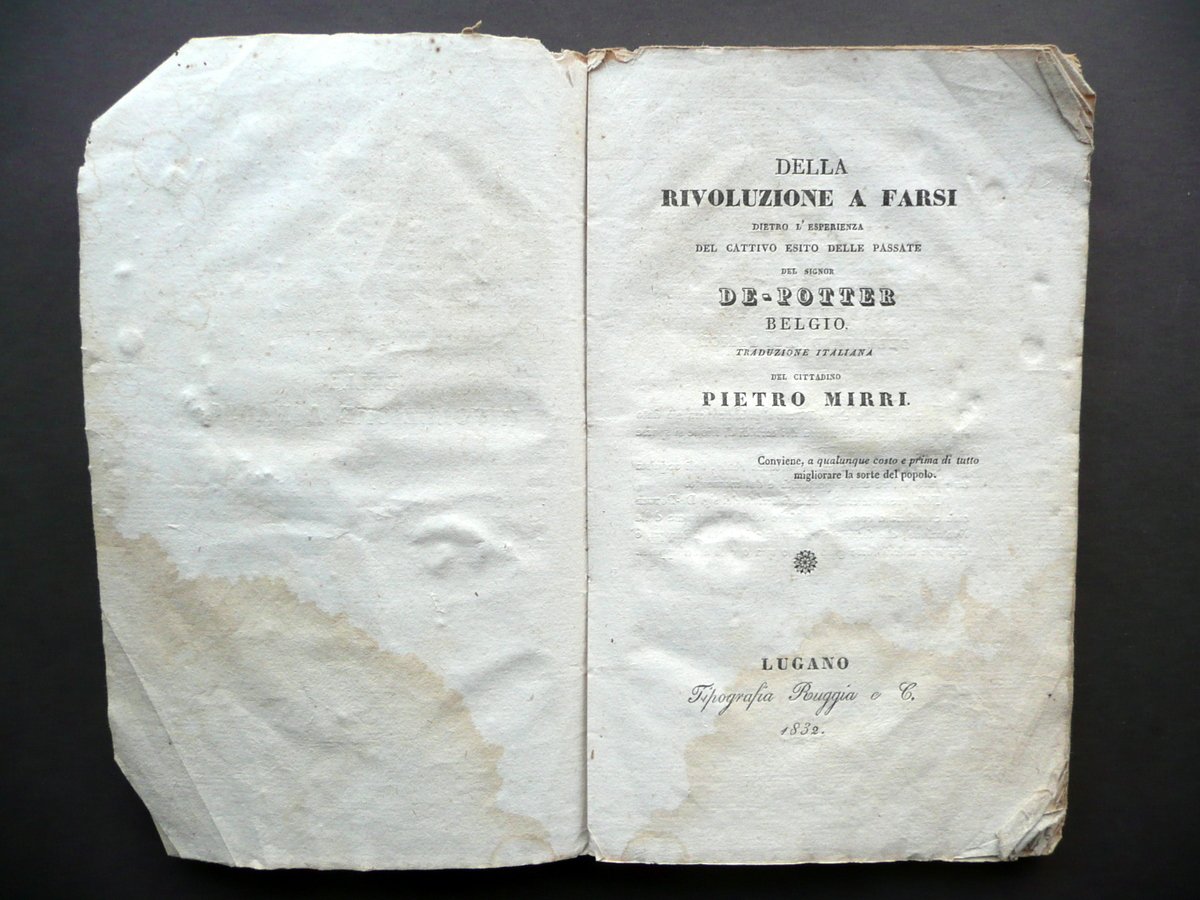 DELLA
RIVOLUZIONE A FARSI
DIETRO L'ESPERIENZA
DEL CATTIVO ESITO DELLE PASSATE
DEL SIGNOR
DE-POTTER
BELGIO.
TRADUZIONE ITALIANA
DEL CITTADINO
PIETRO MIRRI.
Conviene, a qualunque costo e prima di tutto
migliorare la sorte del popolo.
LUGANO
Tipografia Ruggia e C.
1832.